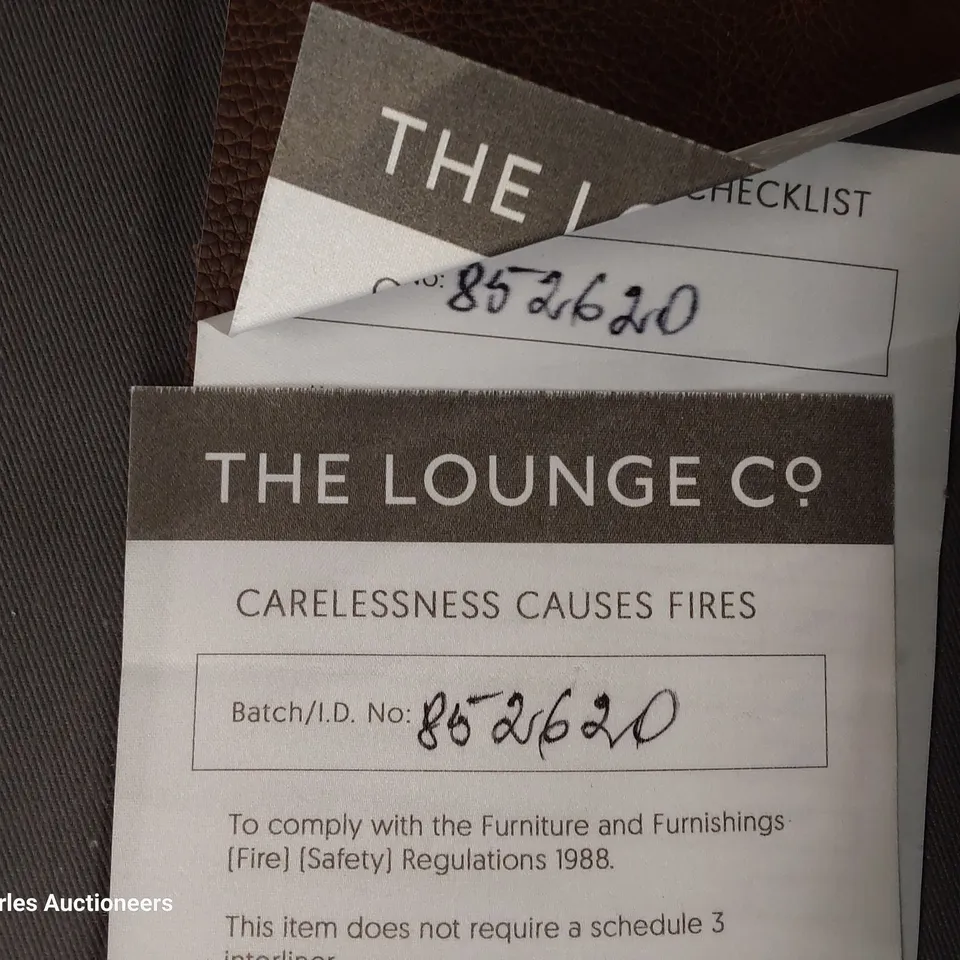 THE
CHECKLIST
No: 852620
THE LOUNGE Cº
CARELESSNESS CAUSES FIRES
Batch/I.D. No: 852620
To comply with the Furniture and Furnishings
[Fire] [Safety] Regulations 1988.
Auctioneers
This item does not require a schedule 3